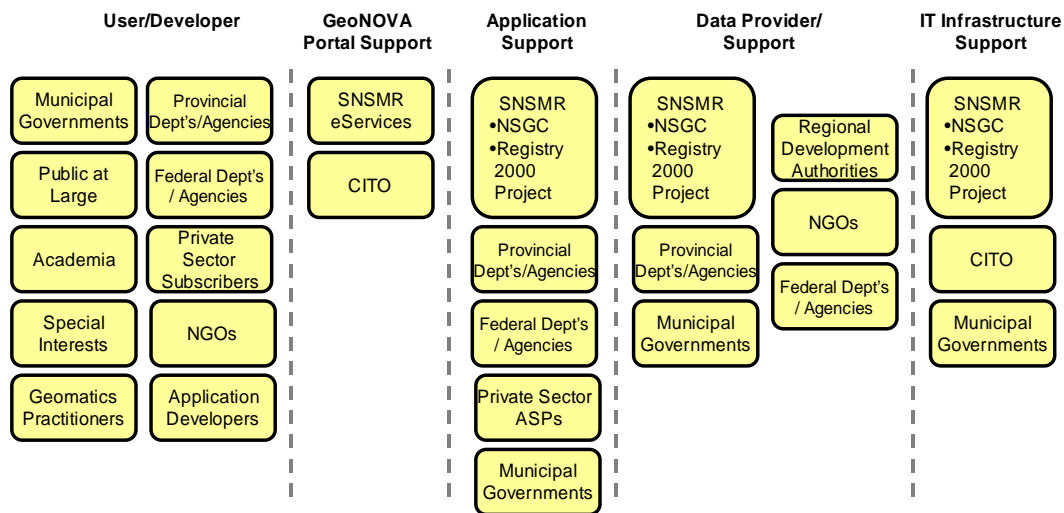 User/Developer
GeoNOVA
Portal Support
Application
Support
Data Provider/
Support
IT Infrastructure
Support
Municipal
Governments
Provincial
Dept's/Agencies
Public at
Large
Federal Dept's
/ Agencies
Academia
Private
Sector
Subscribers
Special
Interests
NGOs
Geomatics
Practitioners
Application
Developers
SNSMR
eServices
CITO
SNSMR
•NSGC
•Registry
2000
Project
Provincial
Dept's/Agencies
Federal Dept's
/ Agencies
Private Sector
ASPs
Municipal
Governments
SNSMR
•NSGC
•Registry
2000
Project
Provincial
Dept's/Agencies
Municipal
Governments
Regional
Development
Authorities
NGOs
Federal Dept's
/ Agencies
SNSMR
•NSGC
•Registry
2000
Project
CITO
Municipal
Governments